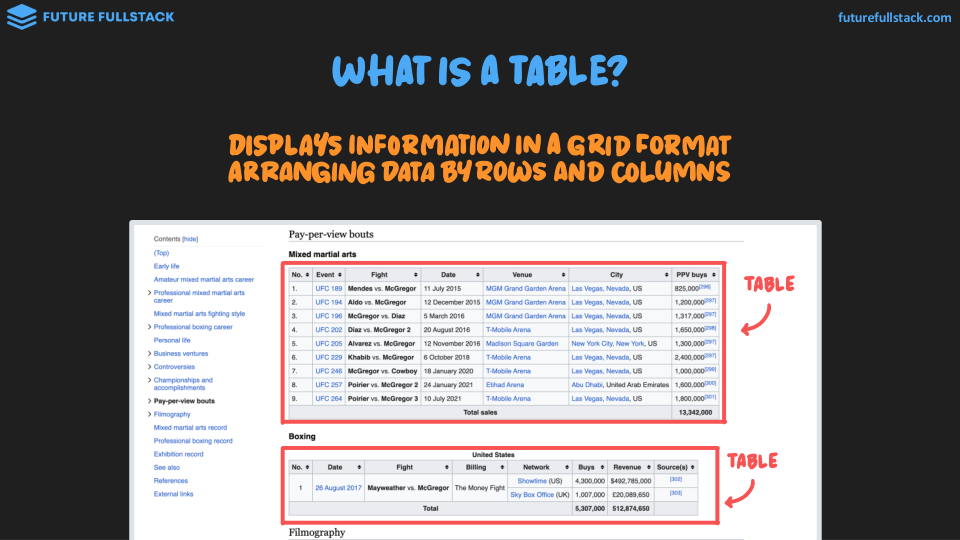 FUTURE FULLSTACK
futurefullstack.com
WHAT IS A TABLE?
DISPLAYS INFORMATION IN A GRID FORMAT
ARRANGING DATA BY ROWS AND COLUMNS
Contents [hide]
(Top)
Early life
Amateur mixed martial arts career
Professional mixed martial arts
career
Mixed martial arts fighting style
Professional boxing career
Personal life
Business ventures
Controversies
Championships and
accomplishments
Pay-per-view bouts
Filmography
Mixed martial arts record
Professional boxing record
Exhibition record
See also
References
External links
Pay-per-view bouts
Mixed martial arts
No. Event Fight Date Venue City PPV buys
1. UFC 189 Mendes vs. McGregor 11 July 2015 MGM Grand Garden Arena Las Vegas, Nevada, US 825,000[296]
2. UFC 194 Aldo vs. McGregor 12 December 2015 MGM Grand Garden Arena Las Vegas, Nevada, US 1,200,000[297]
3. UFC 196 McGregor vs. Diaz 5 March 2016 MGM Grand Garden Arena Las Vegas, Nevada, US 1,317,000[297]
4. UFC 202 Diaz vs. McGregor 2 20 August 2016 T-Mobile Arena Las Vegas, Nevada, US 1,650,000[298]
5. UFC 205 Alvarez vs. McGregor 12 November 2016 Madison Square Garden New York City, New York, US 1,300,000[297]
6. UFC 229 Khabib vs. McGregor 6 October 2018 T-Mobile Arena Las Vegas, Nevada, US 2,400,000[297]
7. UFC 246 McGregor vs. Cowboy 18 January 2020 T-Mobile Arena Las Vegas, Nevada, US 1,000,000[299]
8. UFC 257 Poirier vs. McGregor 2 24 January 2021 Etihad Arena Abu Dhabi, United Arab Emirates 1,600,000[300]
9. UFC 264 Poirier vs. McGregor 3 10 July 2021 T-Mobile Arena Las Vegas, Nevada, US 1,800,000[301]
Total sales 13,342,000
TABLE
Boxing
United States
No. Date Fight Billing Network Buys Revenue Source(s)
1 26 August 2017 Mayweather vs. McGregor The Money Fight Showtime (US) 4,300,000 $492,785,000 [302]
Sky Box Office (UK) 1,007,000 £20,089,650 [303]
Total 5,307,000 512,874,650
TABLE
Filmography